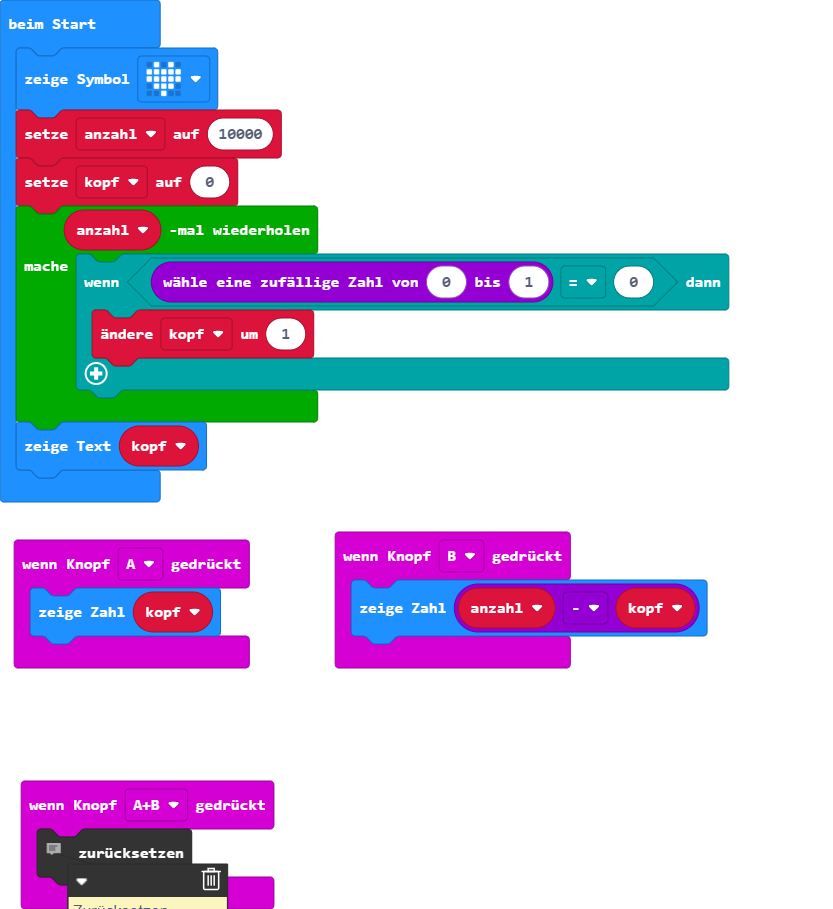 beim Start
zeige Symbol
setze anzahl auf 10000
setze kopf auf 0
anzahl -mal wiederholen
mache
wenn wähle eine zufällige Zahl von 0 bis 1 = 0 dann
ändere kopf um 1
zeige Text kopf
wenn Knopf A gedrückt
zeige Zahl kopf
wenn Knopf B gedrückt
zeige Zahl anzahl - kopf
wenn Knopf A+B gedrückt
zurücksetzen
Zurücksetzen